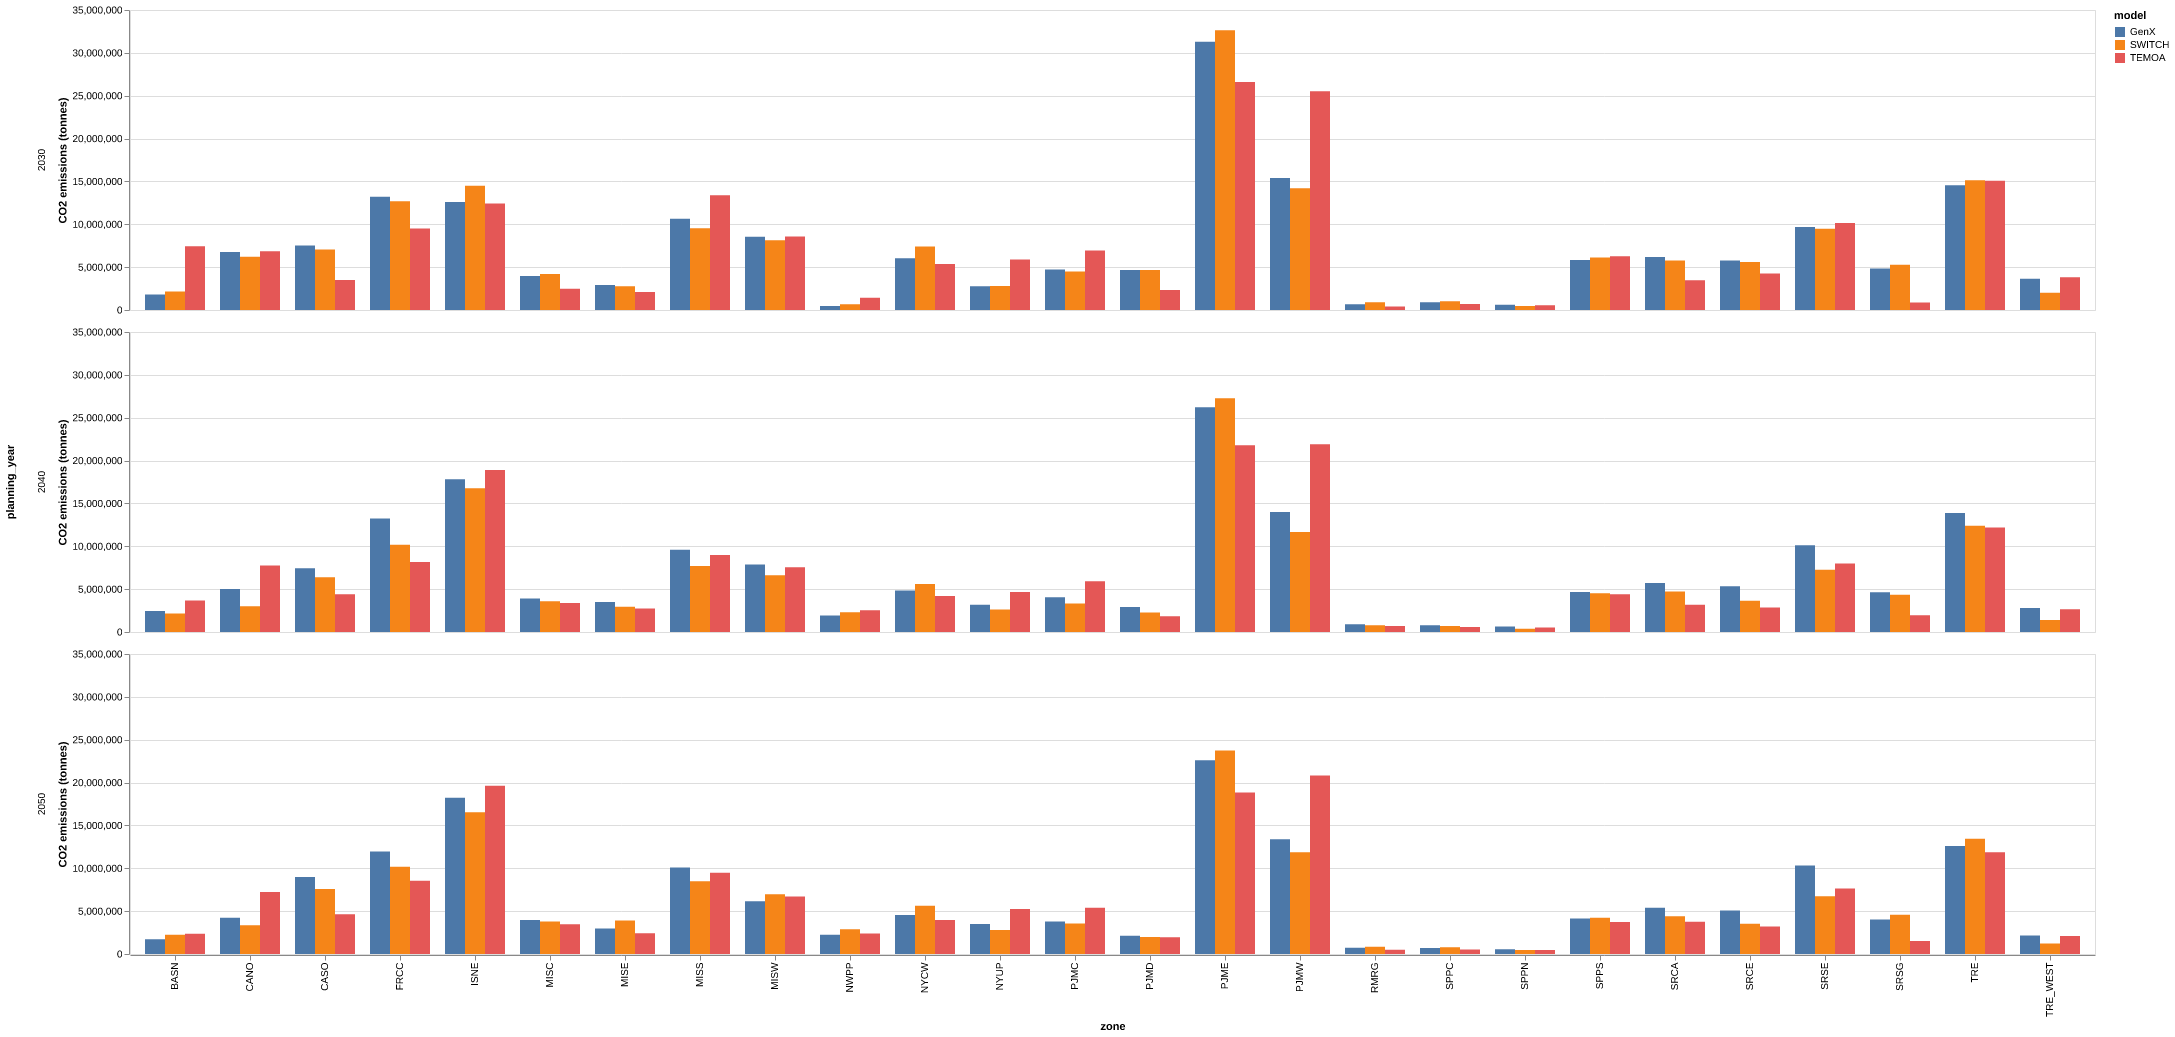 model
GenX
SWITCH
TEMOA
planning_year
2030
CO2 emissions (tonnes)
35,000,000
30,000,000
25,000,000
20,000,000
15,000,000
10,000,000
5,000,000
0
2040
CO2 emissions (tonnes)
35,000,000
30,000,000
25,000,000
20,000,000
15,000,000
10,000,000
5,000,000
0
2050
CO2 emissions (tonnes)
35,000,000
30,000,000
25,000,000
20,000,000
15,000,000
10,000,000
5,000,000
0
BASN
CANO
CASO
FRCC
ISNE
MISC
MISE
MISS
MISW
NWPP
NYCW
NYUP
PJMC
PJMD
PJME
PJMW
RMRG
SPPC
SPPN
SPPS
SRCA
SRCE
SRSE
SRSG
TRE
TRE_WEST
zone